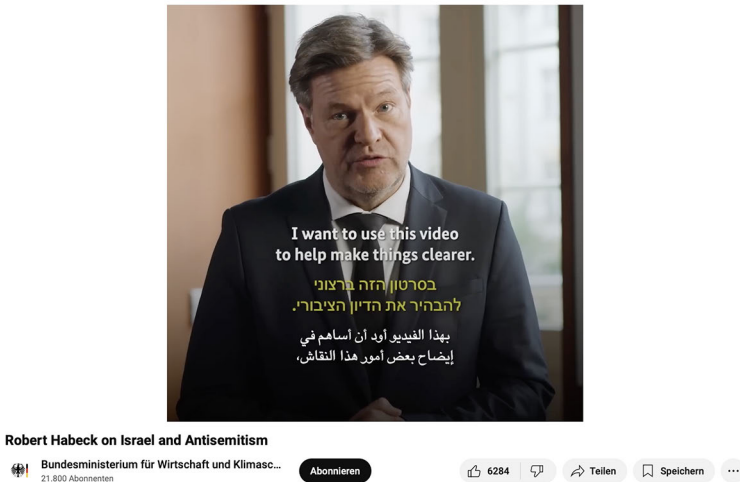 I want to use this video
to help make things clearer.
בסרטון הזה ברצוני
להבהיר את הדיון הציבורי.
بهذا الفيديو أود أن أساهم في
إيضاح بعض أمور هذا النقاش،
Robert Habeck on Israel and Antisemitism
Bundesministerium für Wirtschaft und Klimasc...
21.800 Abonnenten
Abonnieren
6284
Teilen
Speichern